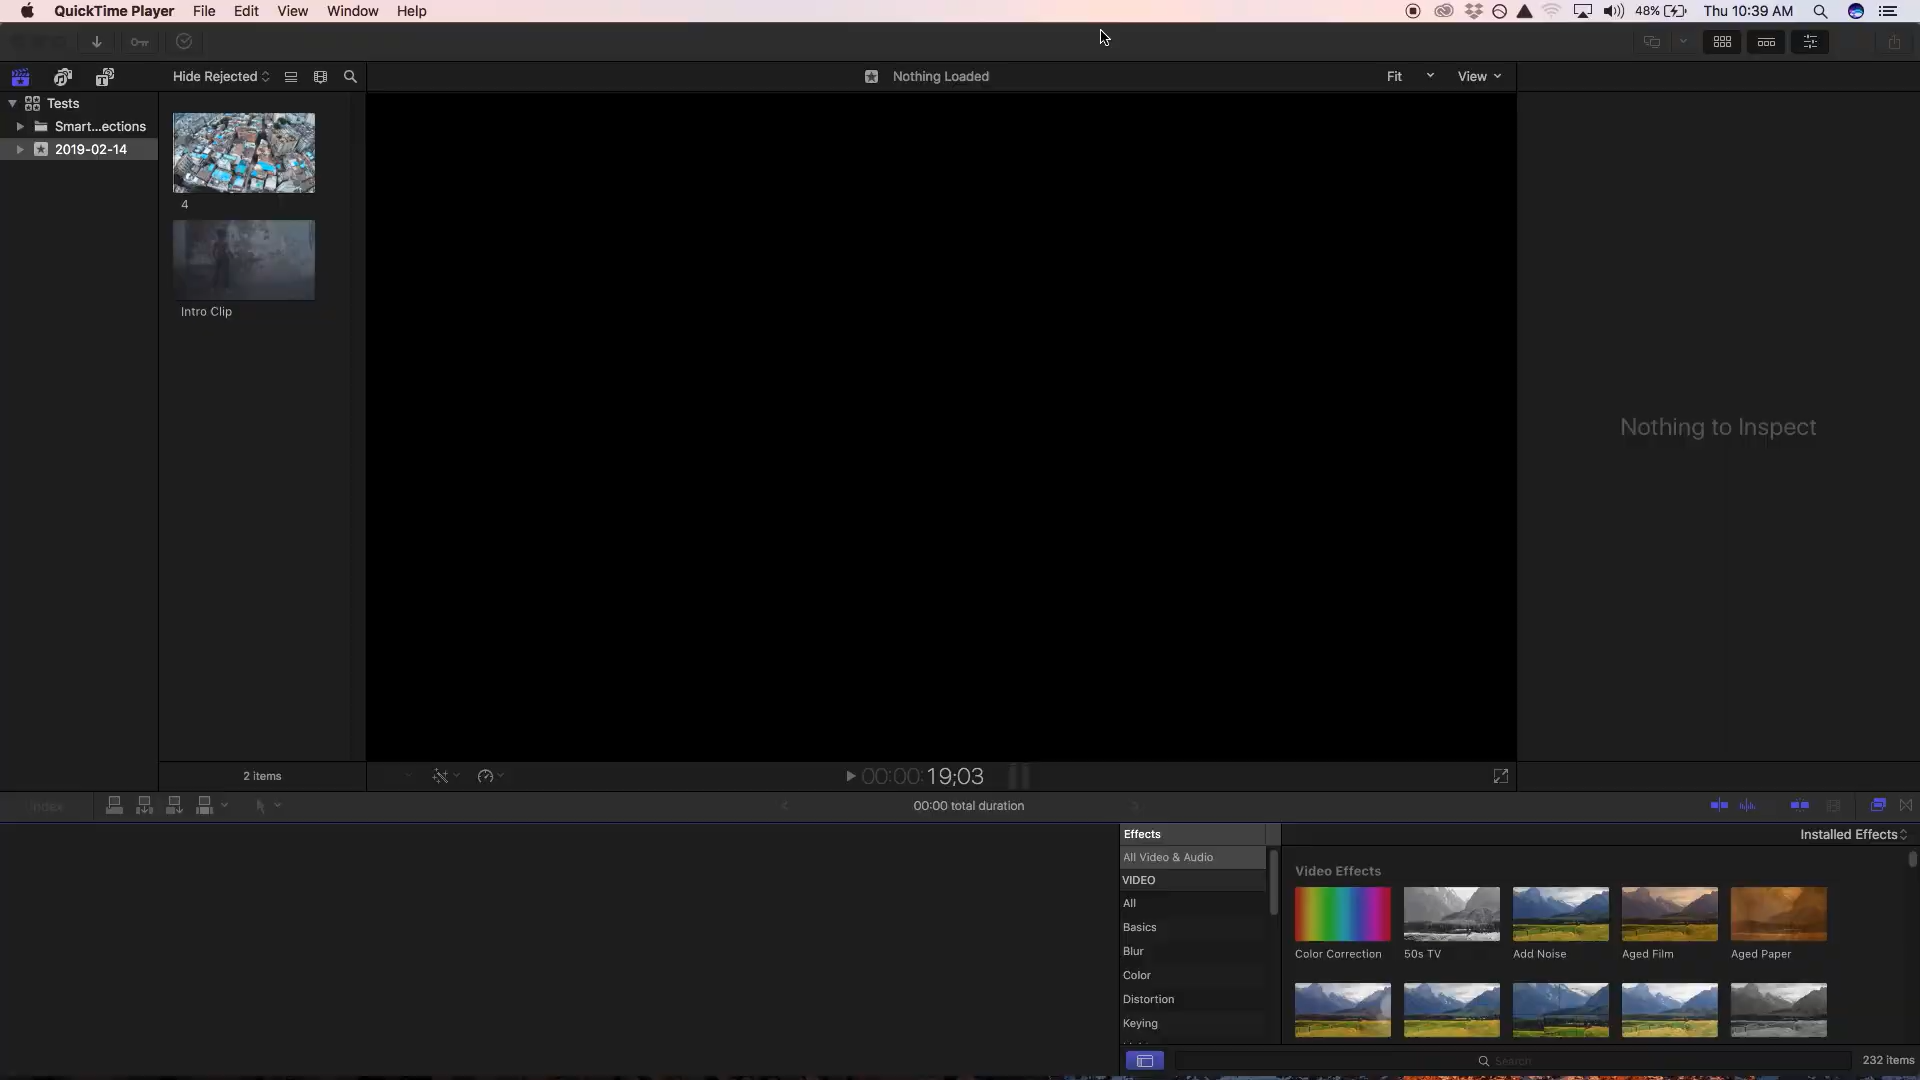 QuickTime Player File Edit View Window Help 48% Thu 10:39 AM
Hide Rejected Nothing Loaded Fit View
Tests
Smart...ections
2019-02-14
4
Intro Clip
Nothing to Inspect
2 items 00:00:00:19;03
Index 00:00 total duration
Effects Installed Effects
All Video & Audio
VIDEO
All
Basics
Blur
Color
Distortion
Keying
Video Effects
Color Correction 50s TV Add Noise Aged Film Aged Paper
Search 232 items